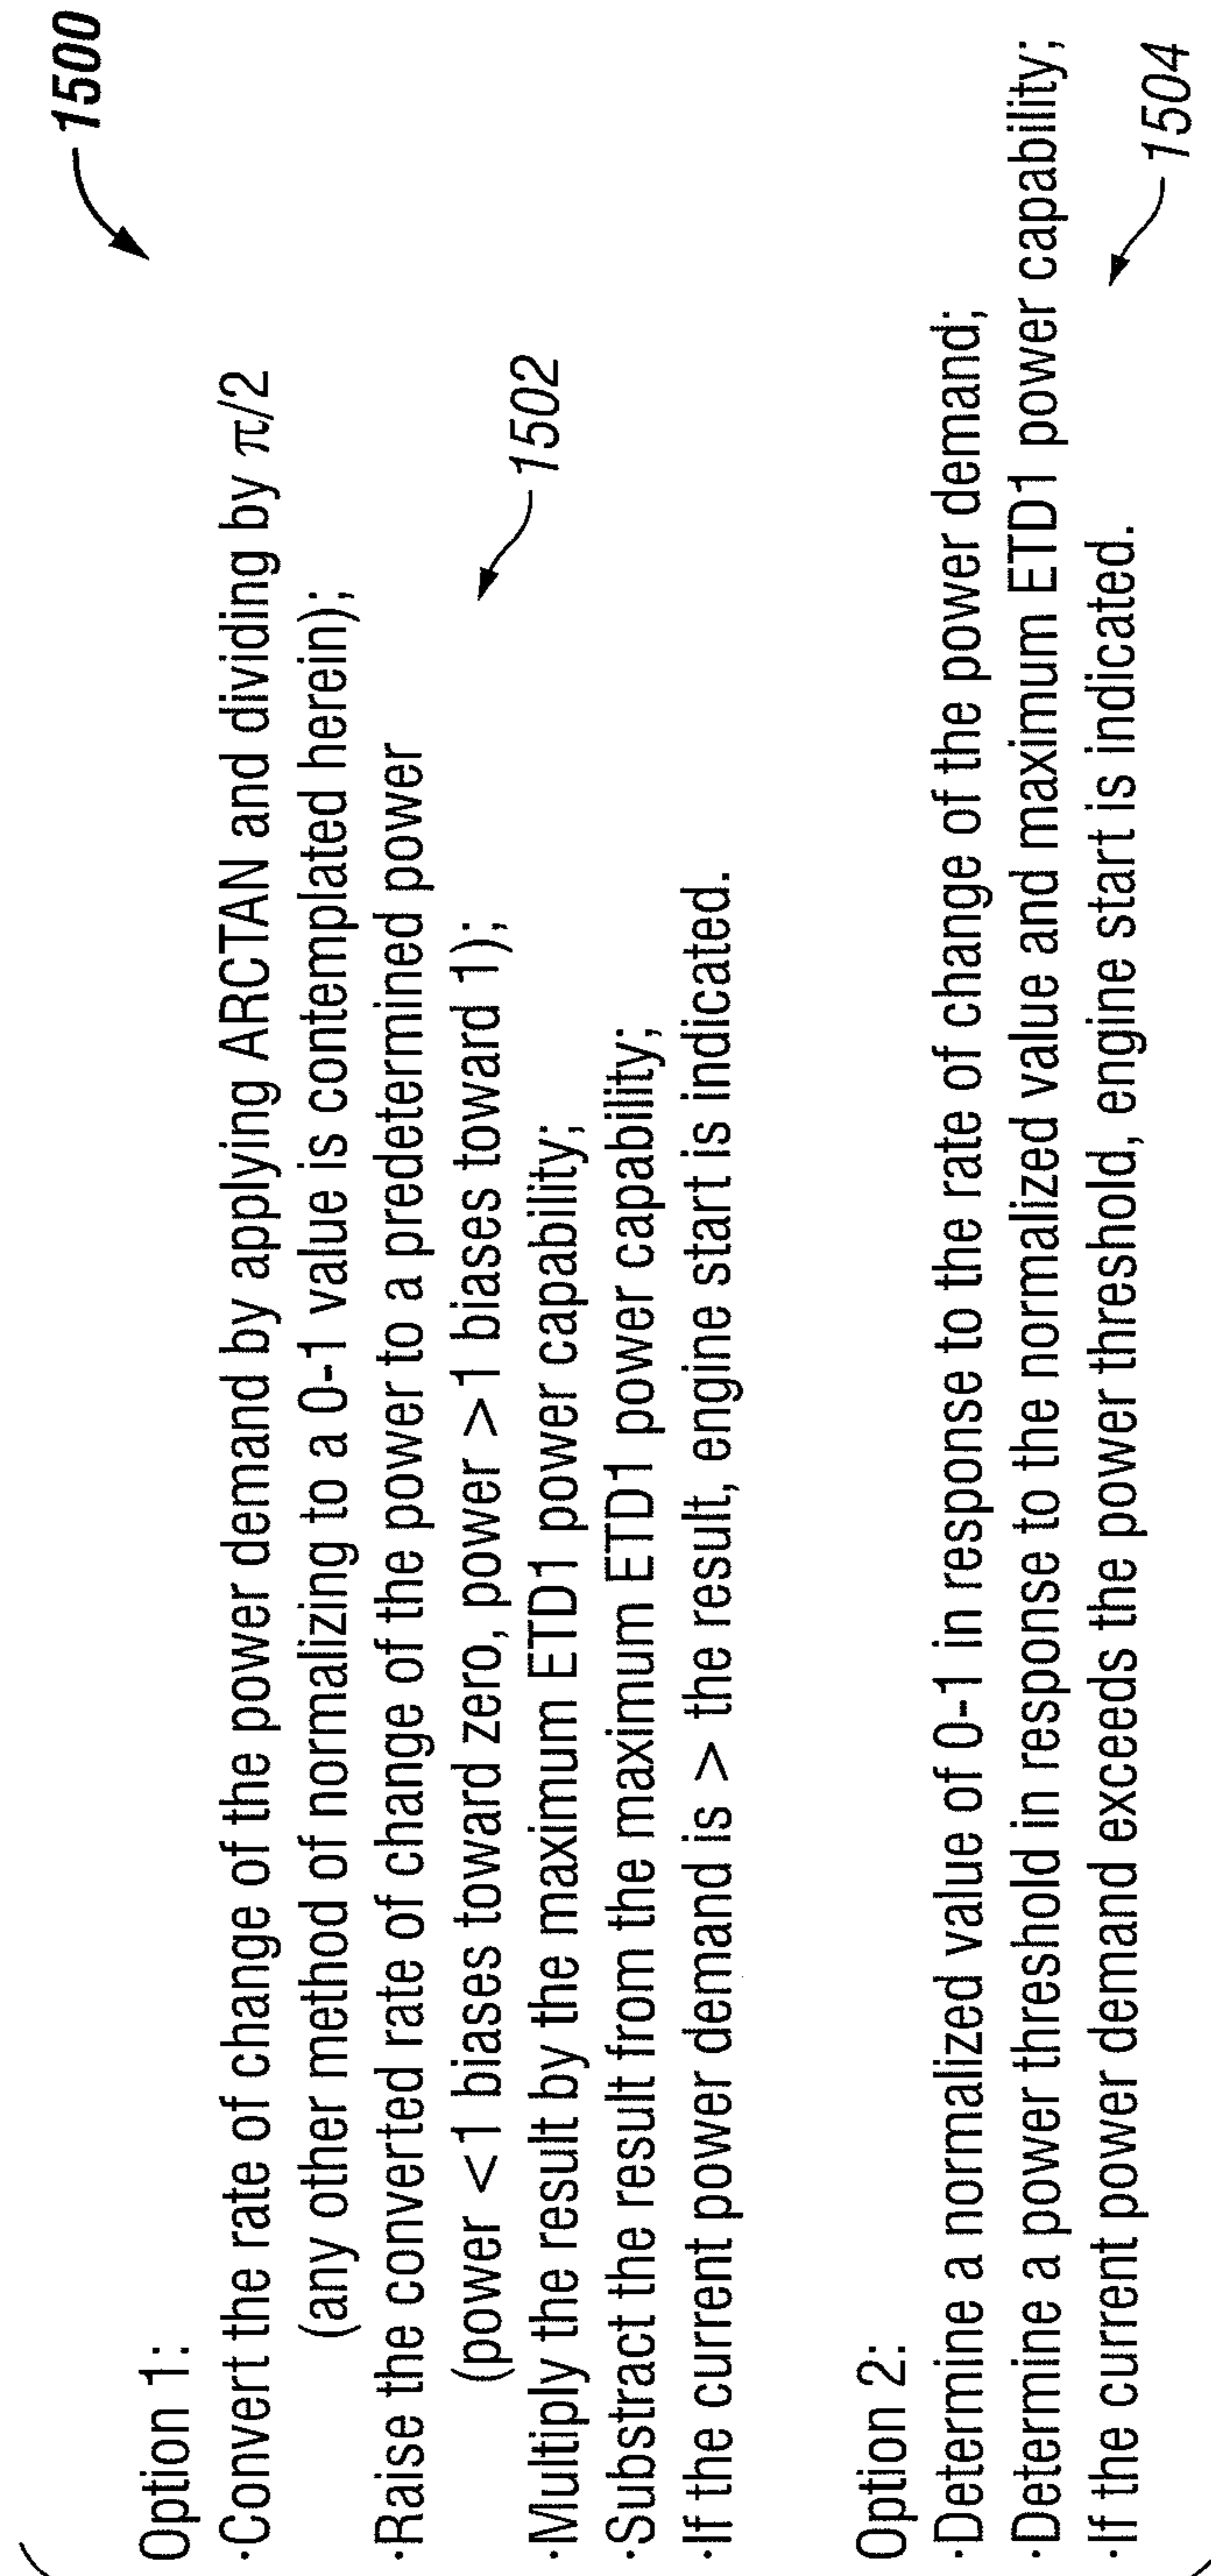 1500
Option 1:
·Convert the rate of change of the power demand by applying ARCTAN and dividing by π/2
(any other method of normalizing to a 0-1 value is contemplated herein);
·Raise the converted rate of change of the power to a predetermined power
(power <1 biases toward zero, power >1 biases toward 1);
1502
·Multiply the result by the maximum ETD1 power capability;
·Substract the result from the maximum ETD1 power capability;
·If the current power demand is > the result, engine start is indicated.
Option 2:
·Determine a normalized value of 0-1 in response to the rate of change of the power demand;
·Determine a power threshold in response to the normalized value and maximum ETD1 power capability;
·If the current power demand exceeds the power threshold, engine start is indicated.
1504